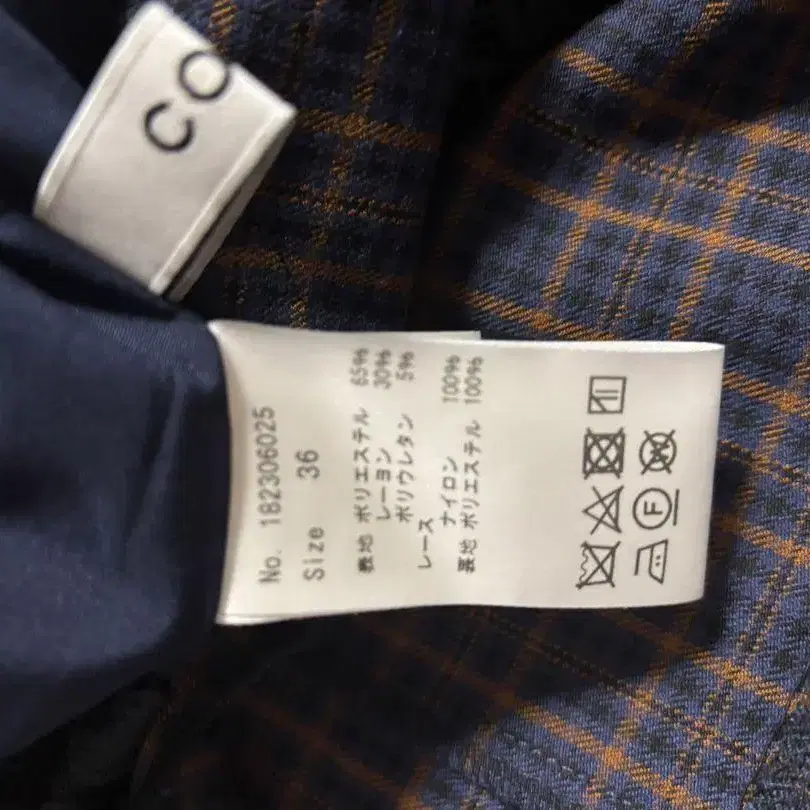 CO
No. 182306025
Size 36
表地 ポリエステル 65%
レーヨン 30%
ポリウレタン 5%
レース
ナイロン 100%
裏地 ポリエステル 100%
F
W